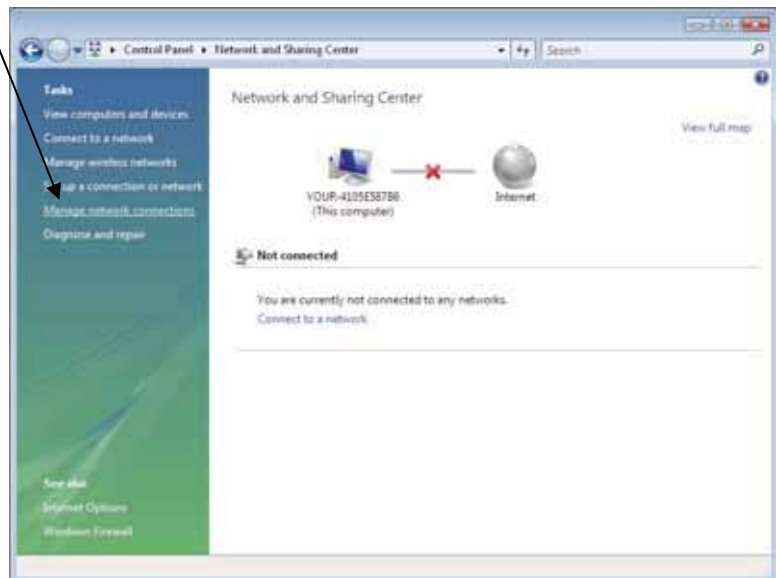 Control Panel ▸ Network and Sharing Center
Search
Tasks
View computers and devices
Connect to a network
Manage wireless networks
Set up a connection or network
Manage network connections
Diagnose and repair
See also
Internet Options
Windows Firewall
Network and Sharing Center
View full map
(This computer)
Internet
Not connected
You are currently not connected to any networks.
Connect to a network